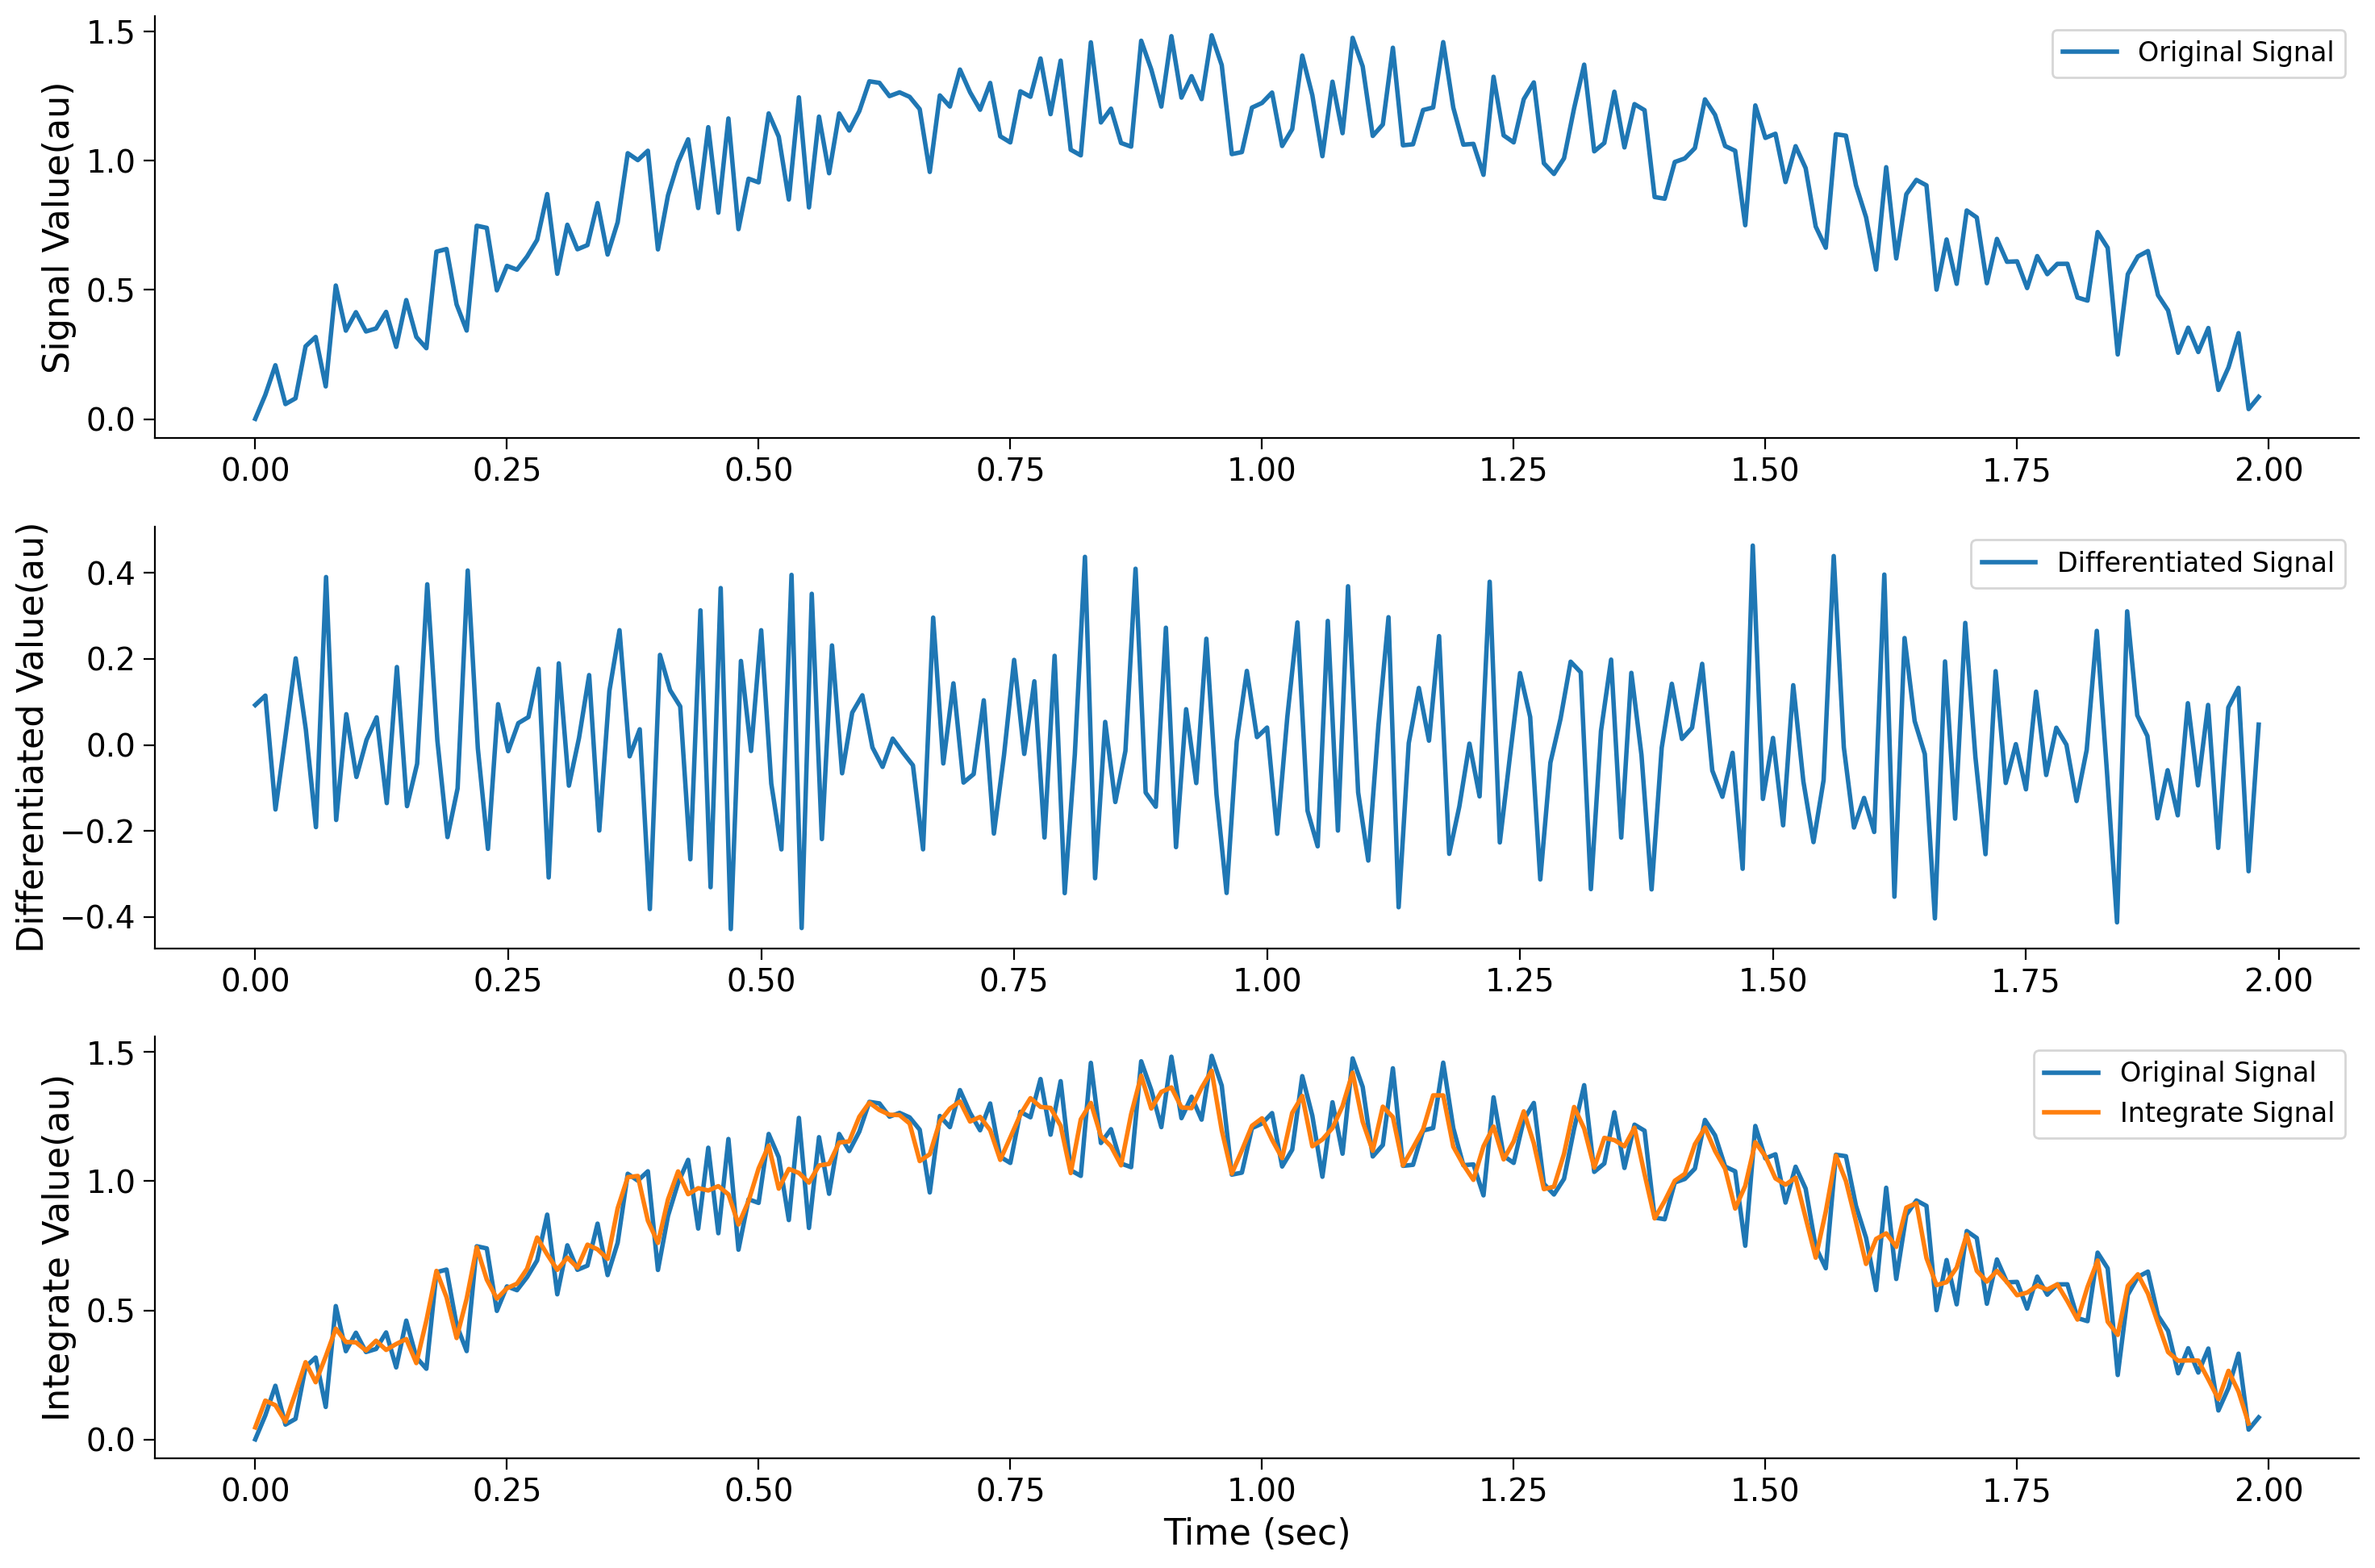 Signal Value(au)
1.5
1.0
0.5
0.0
Original Signal
0.00 0.25 0.50 0.75 1.00 1.25 1.50 1.75 2.00
Differentiated Value(au)
0.4
0.2
0.0
−0.2
−0.4
Differentiated Signal
0.00 0.25 0.50 0.75 1.00 1.25 1.50 1.75 2.00
Integrate Value(au)
1.5
1.0
0.5
0.0
Original Signal
Integrate Signal
0.00 0.25 0.50 0.75 1.00 1.25 1.50 1.75 2.00
Time (sec)